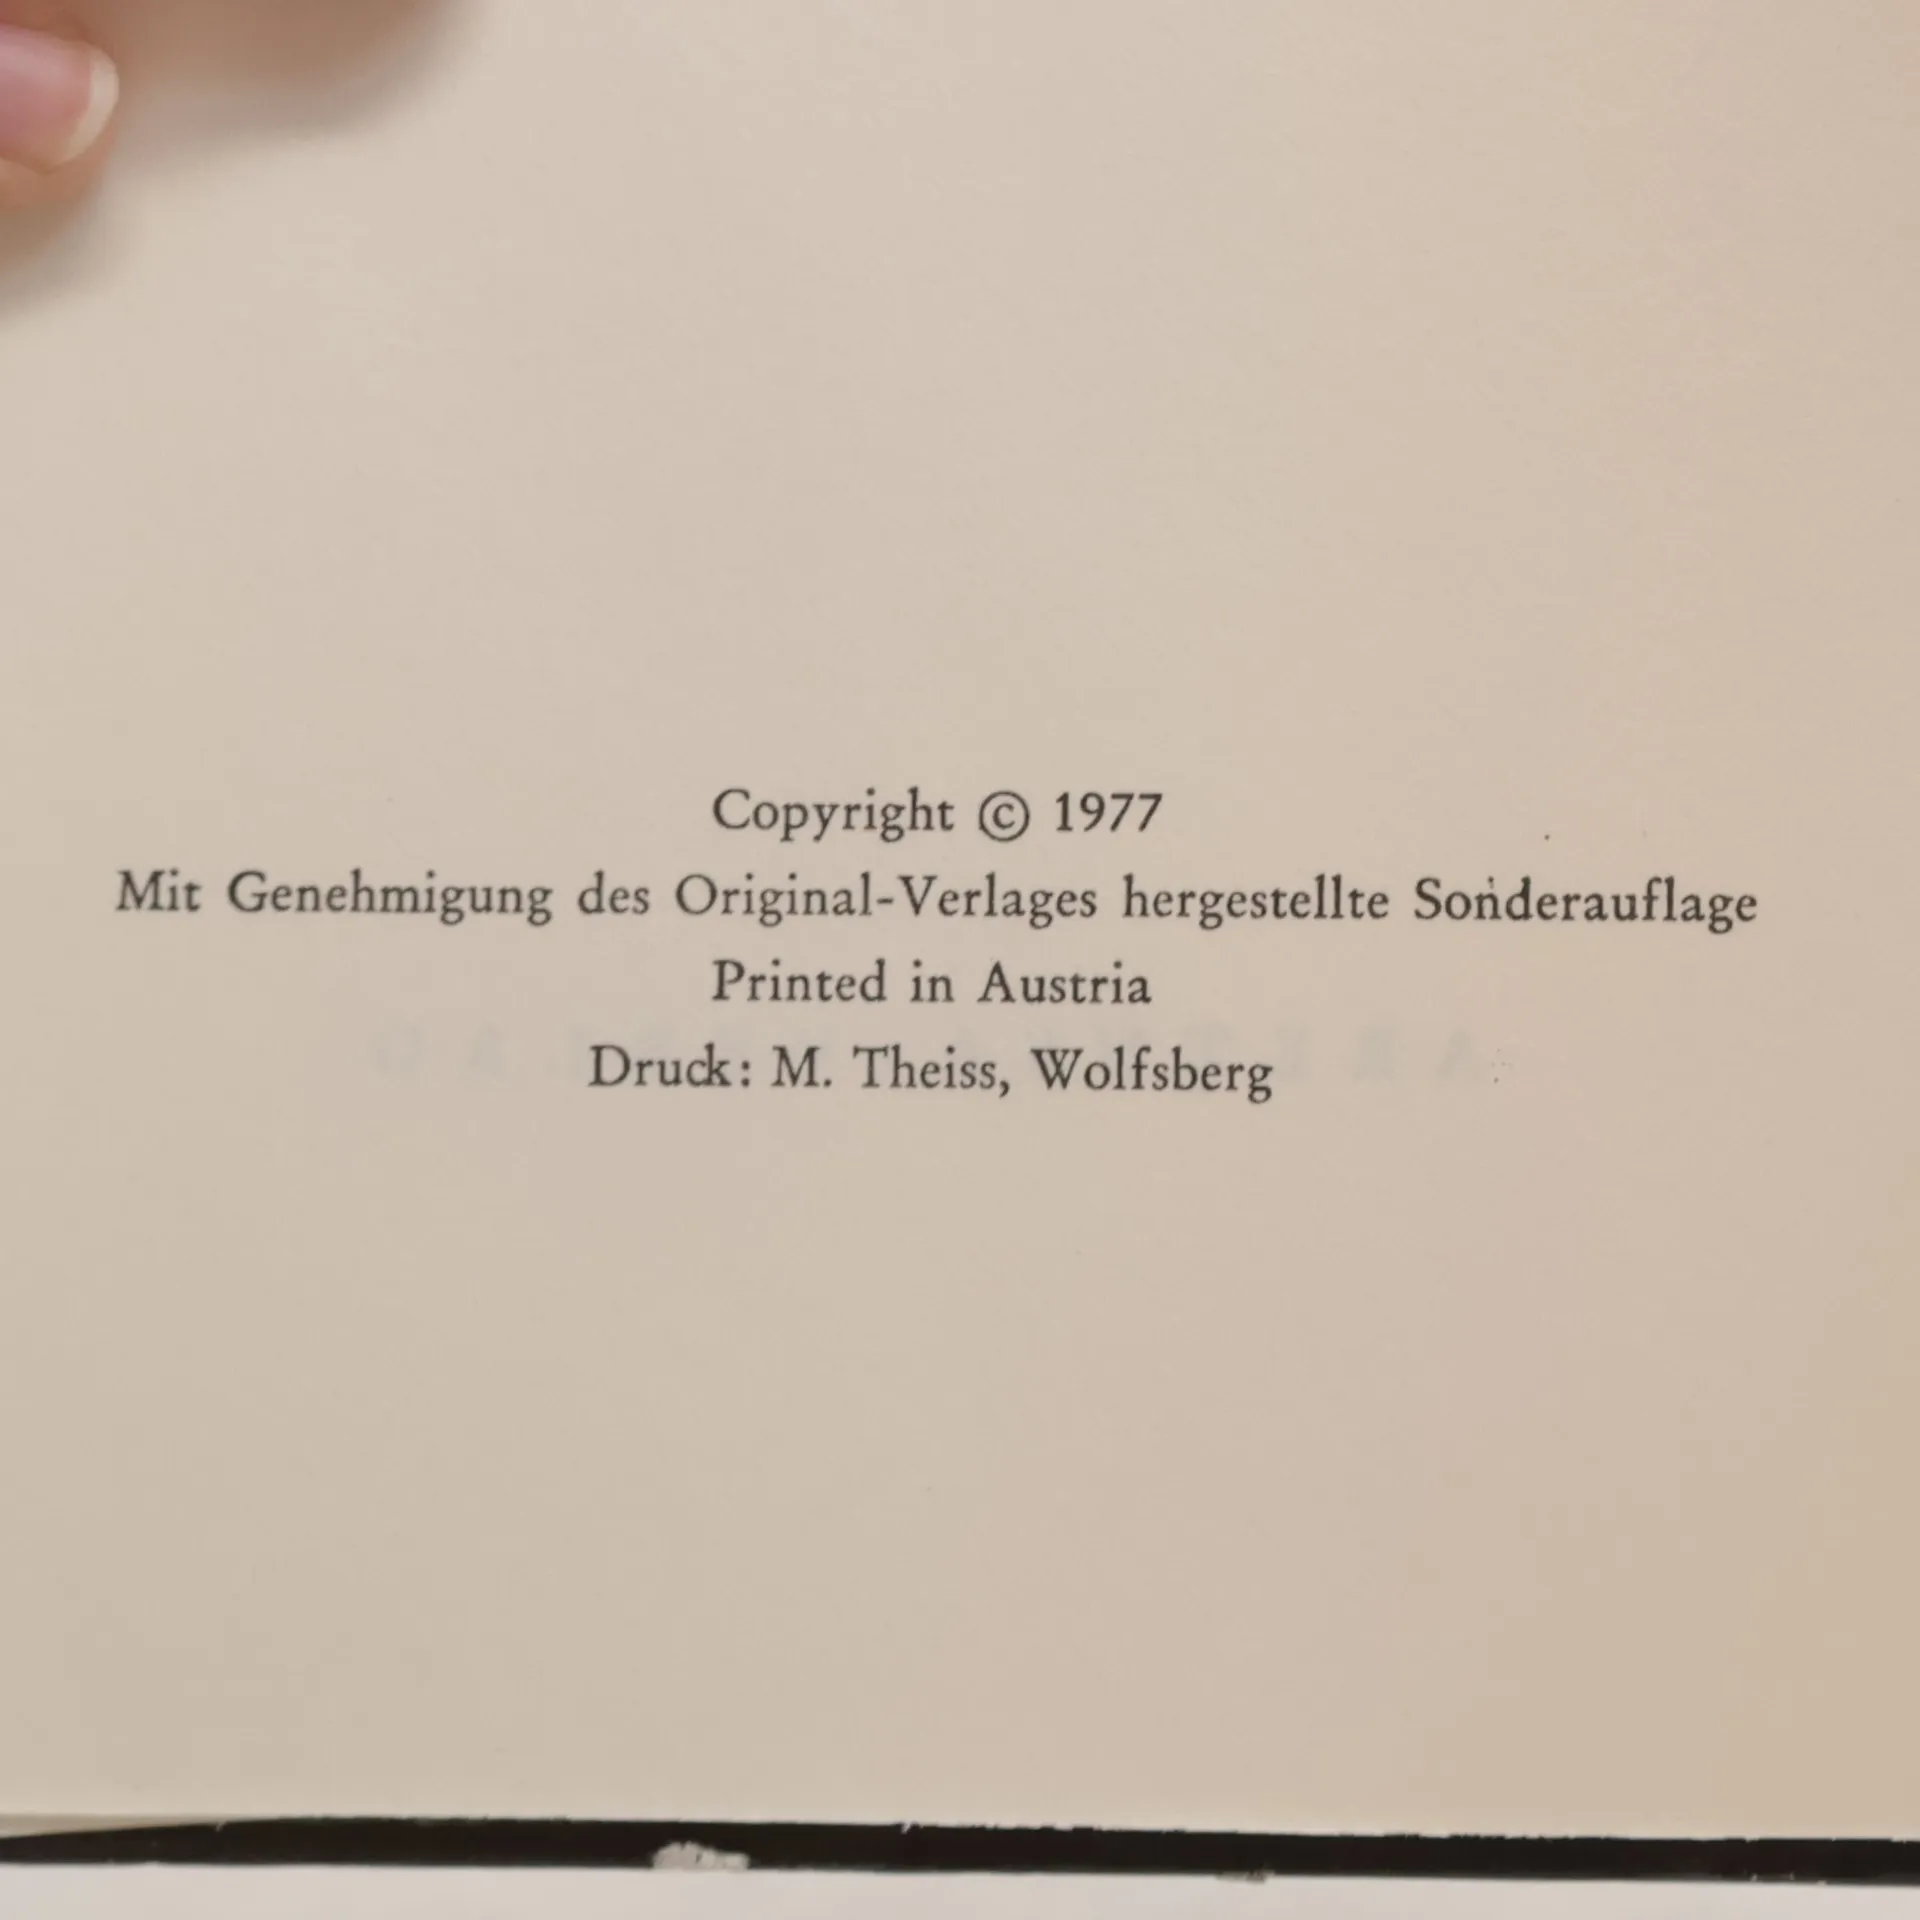 Copyright © 1977
Mit Genehmigung des Original-Verlages hergestellte Sonderauflage
Printed in Austria
Druck: M. Theiss, Wolfsberg